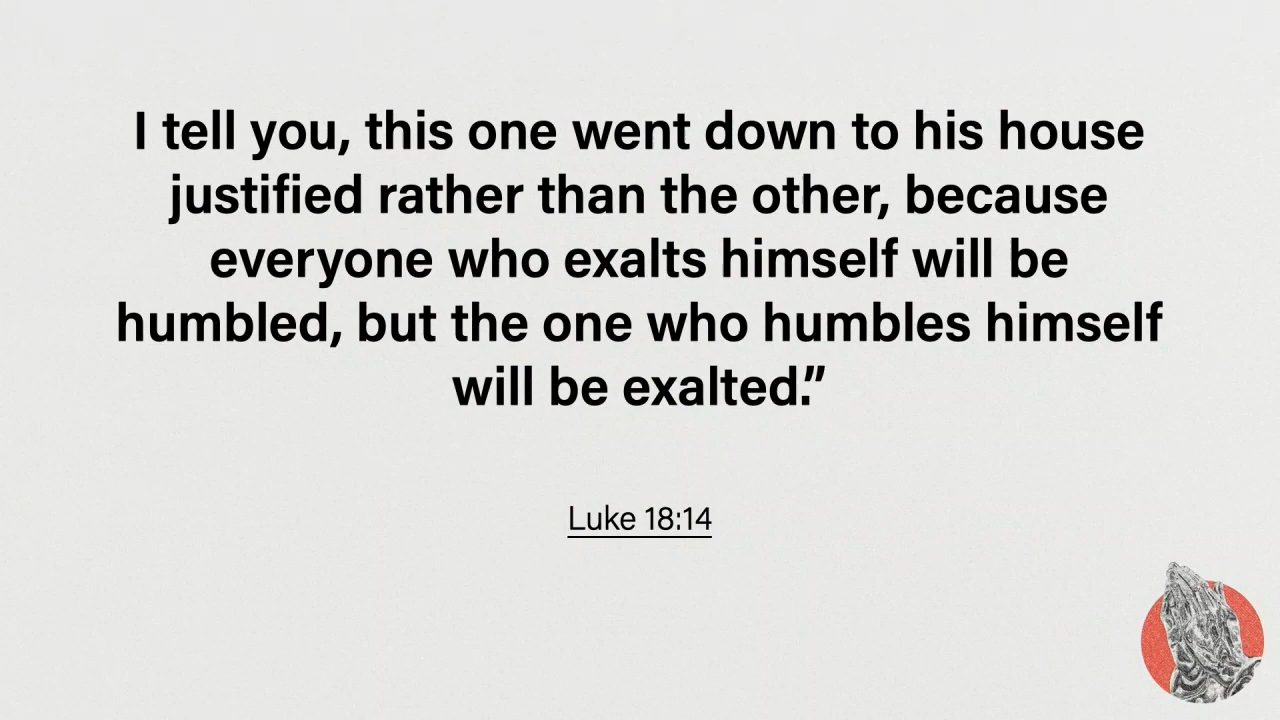 I tell you, this one went down to his house
justified rather than the other, because
everyone who exalts himself will be
humbled, but the one who humbles himself
will be exalted.”
Luke 18:14